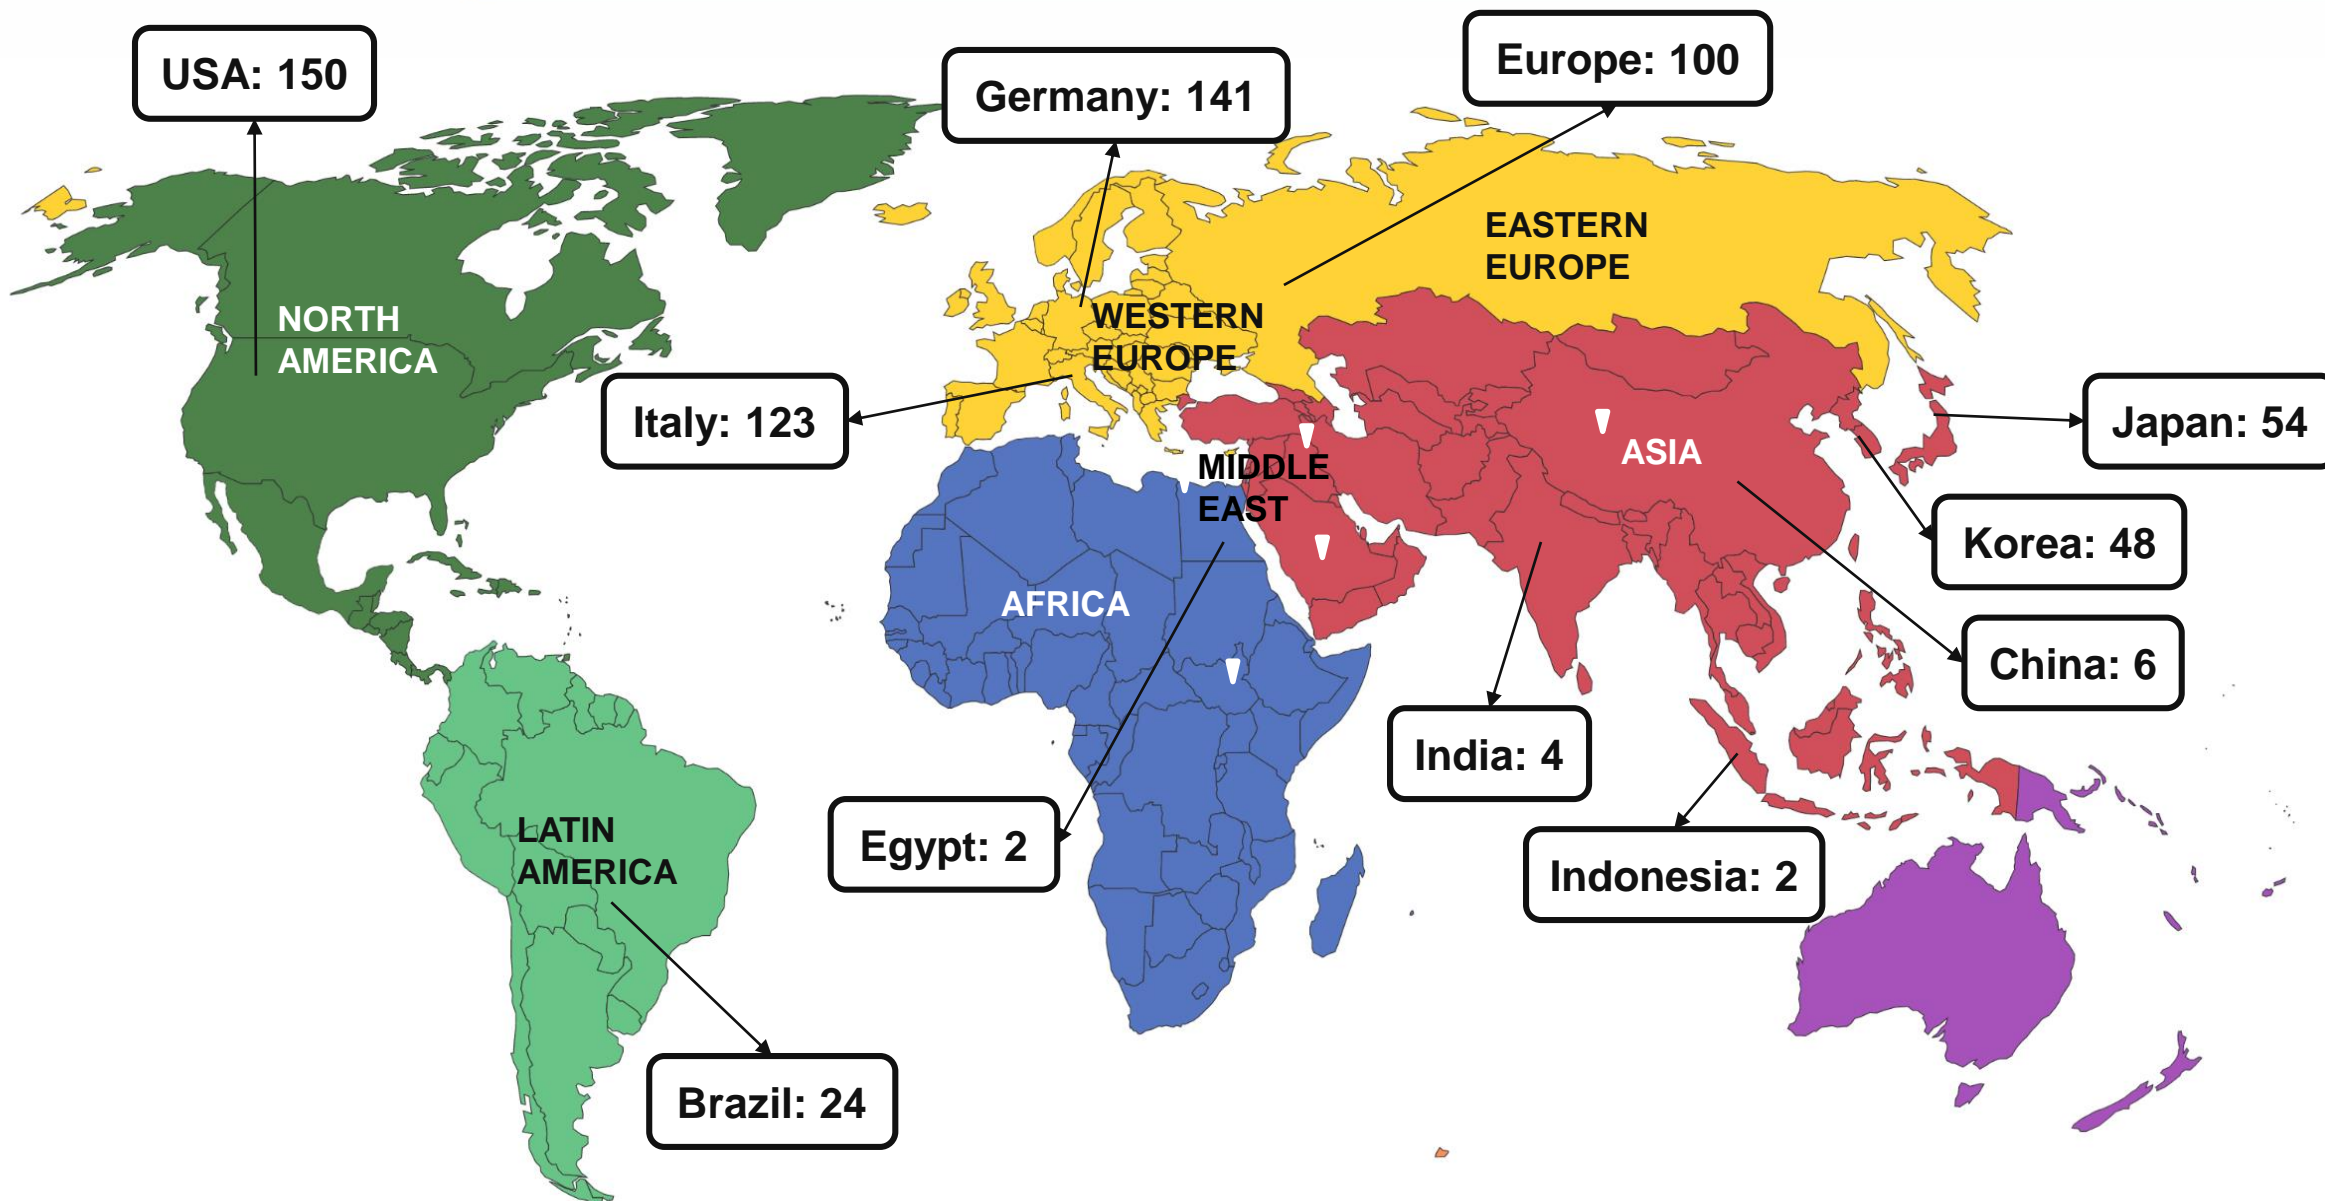 USA: 150
Germany: 141
Europe: 100
EASTERN
EUROPE
NORTH
AMERICA
WESTERN
EUROPE
Italy: 123
Japan: 54
ASIA
MIDDLE
EAST
Korea: 48
AFRICA
China: 6
India: 4
Egypt: 2
Indonesia: 2
LATIN
AMERICA
Brazil: 24